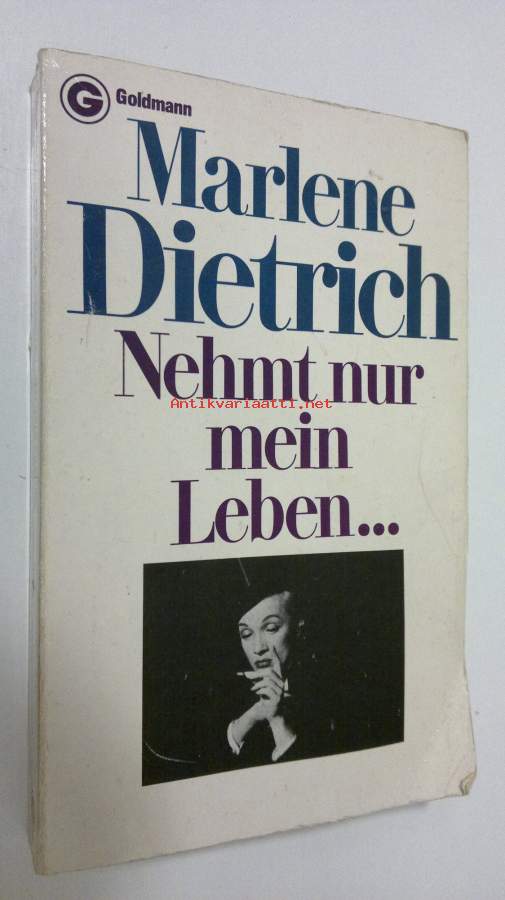 G Goldmann
Marlene
Dietrich
Nehmt nur
Antikvariaatti.net
mein
Leben...